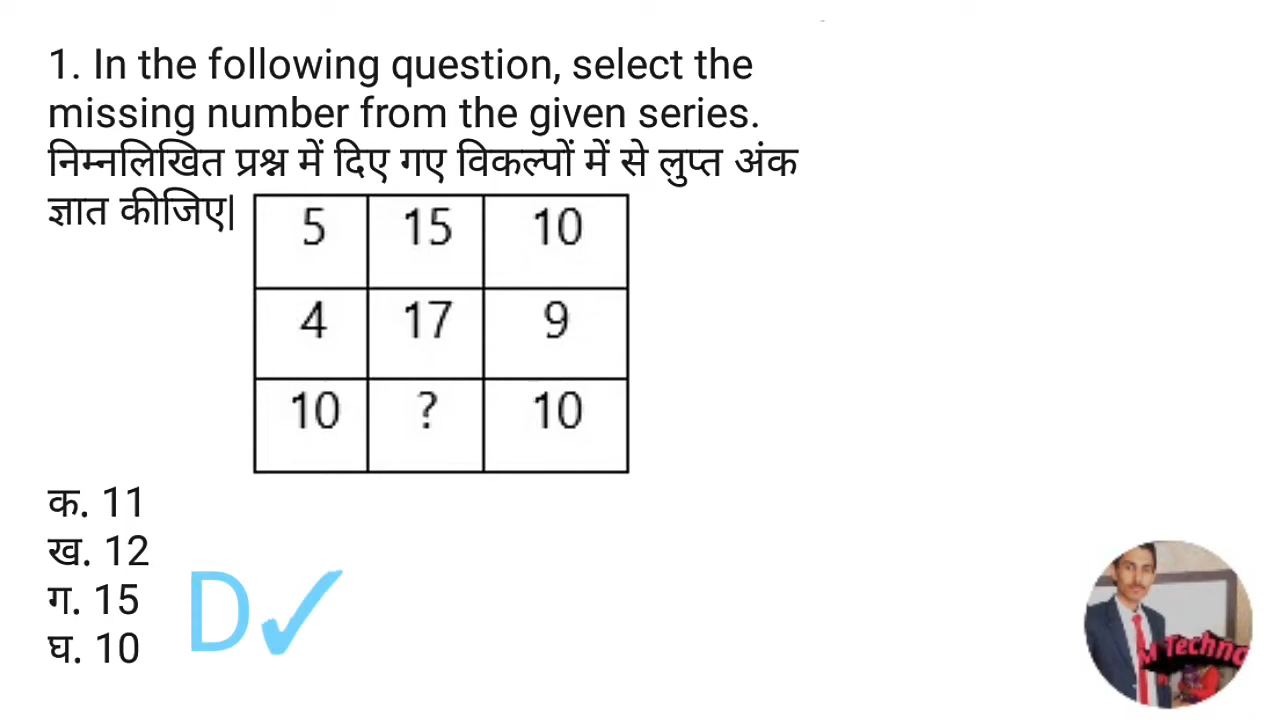 1. In the following question, select the
missing number from the given series.
निम्नलिखित प्रश्न में दिए गए विकल्पों में से लुप्त अंक
ज्ञात कीजिए|
5 15 10
4 17 9
10 ? 10
क. 11
ख. 12
ग. 15
घ. 10
D✓
M Techno